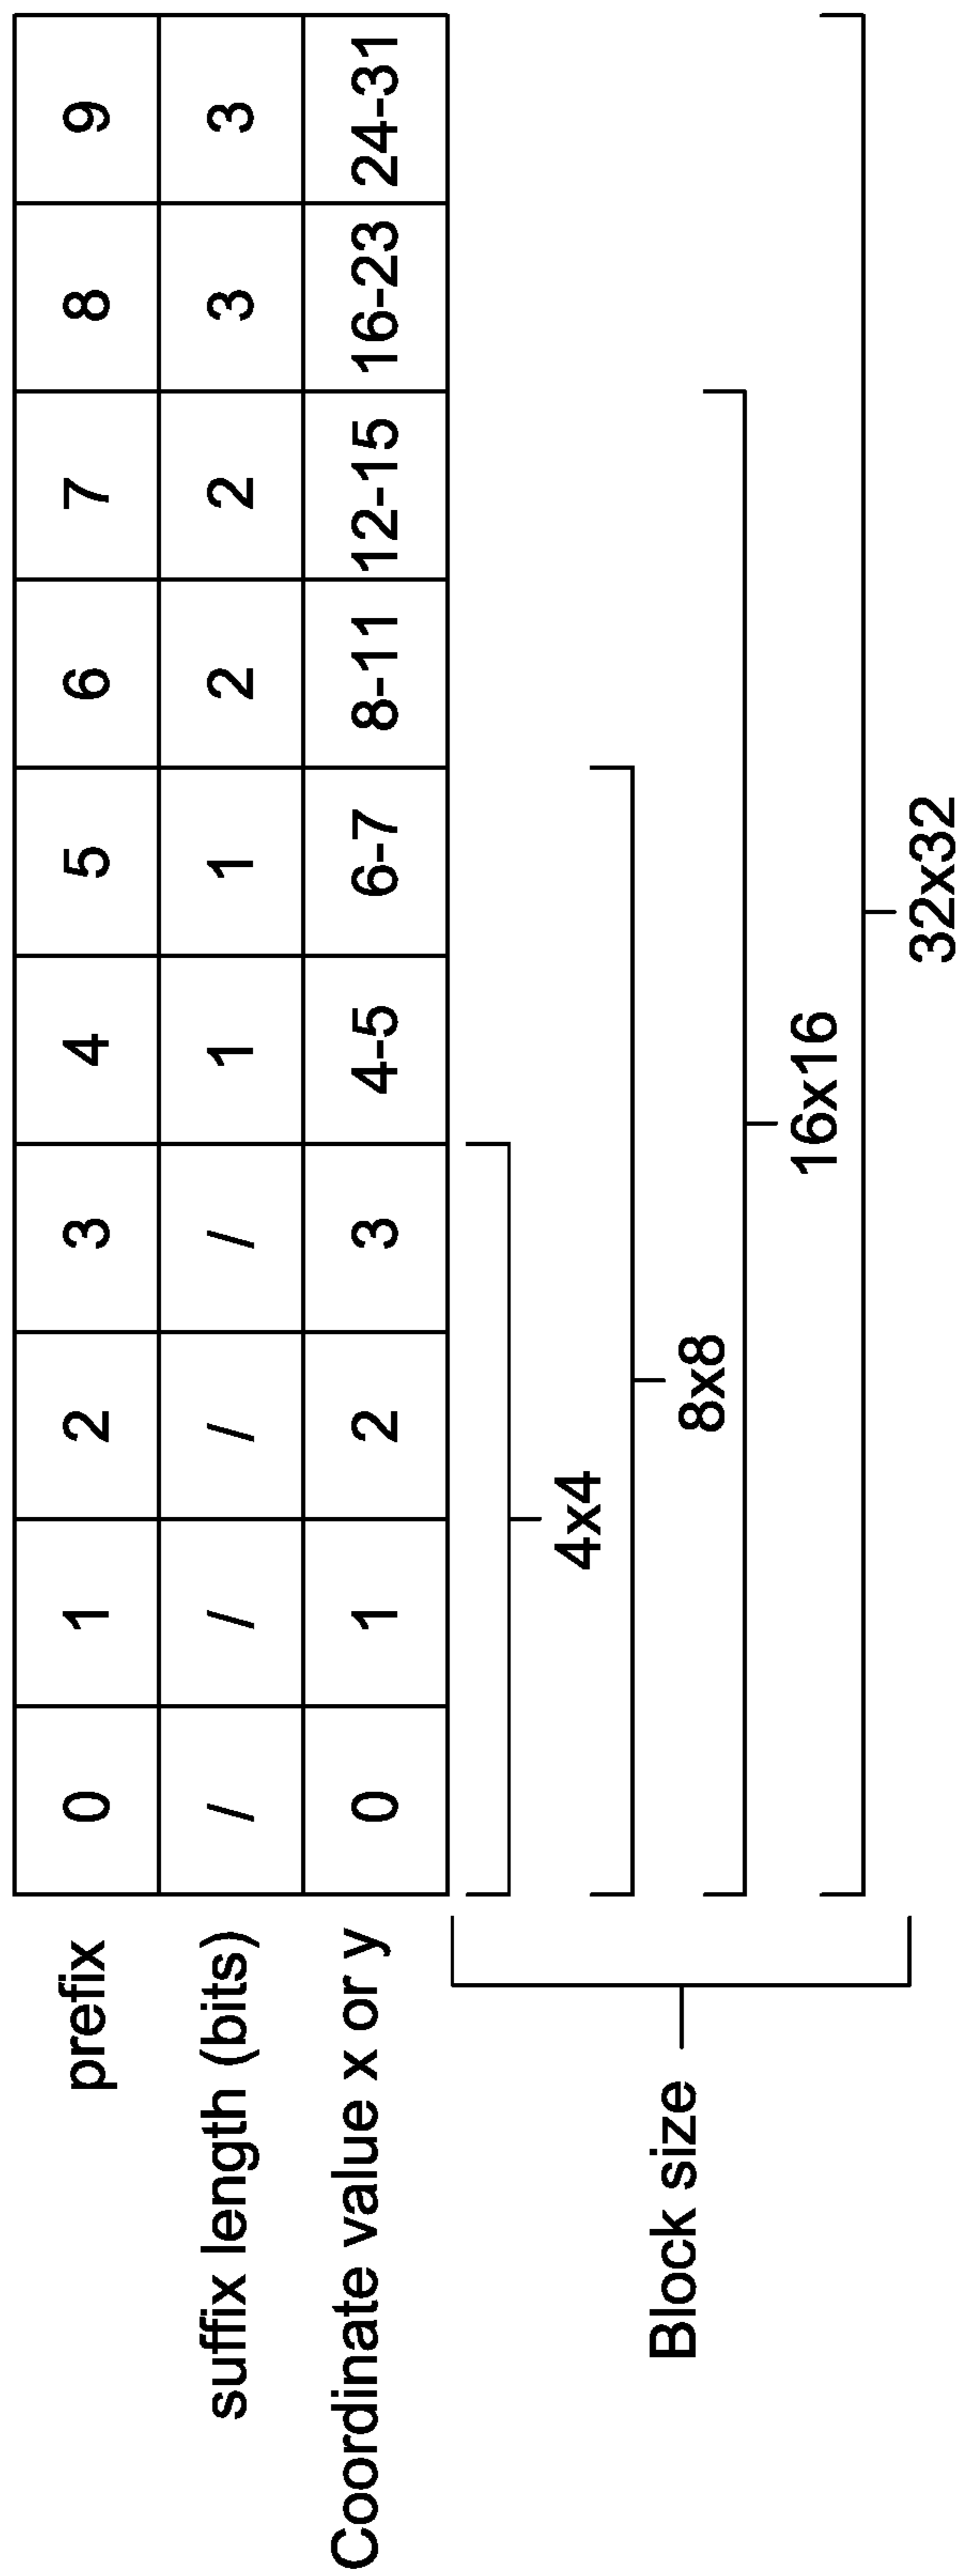 prefix 0 1 2 3 4 5 6 7 8 9
suffix length (bits) / / / / 1 1 2 2 3 3
Coordinate value x or y 0 1 2 3 4-5 6-7 8-11 12-15 16-23 24-31
Block size
4x4
8x8
16x16
32x32